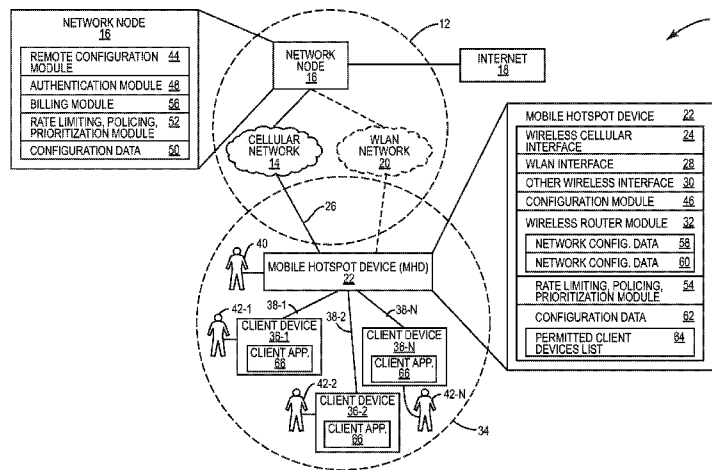 NETWORK NODE
16
REMOTE CONFIGURATION MODULE 44
AUTHENTICATION MODULE 48
BILLING MODULE 56
RATE LIMITING, POLICING, PRIORITIZATION MODULE 52
CONFIGURATION DATA 50
12
NETWORK NODE
16
INTERNET
18
CELLULAR NETWORK
14
WLAN NETWORK
20
26
MOBILE HOTSPOT DEVICE 22
WIRELESS CELLULAR INTERFACE 24
WLAN INTERFACE 28
OTHER WIRELESS INTERFACE 30
CONFIGURATION MODULE 46
WIRELESS ROUTER MODULE 32
NETWORK CONFIG. DATA 58
NETWORK CONFIG. DATA 60
RATE LIMITING, POLICING, PRIORITIZATION MODULE 54
CONFIGURATION DATA 62
PERMITTED CLIENT DEVICES LIST 64
40
MOBILE HOTSPOT DEVICE (MHD)
22
38-1
38-2
38-N
42-1
CLIENT DEVICE
36-1
CLIENT APP.
66
CLIENT DEVICE
36-N
CLIENT APP.
66
42-2
CLIENT DEVICE
36-2
CLIENT APP.
66
42-N
34